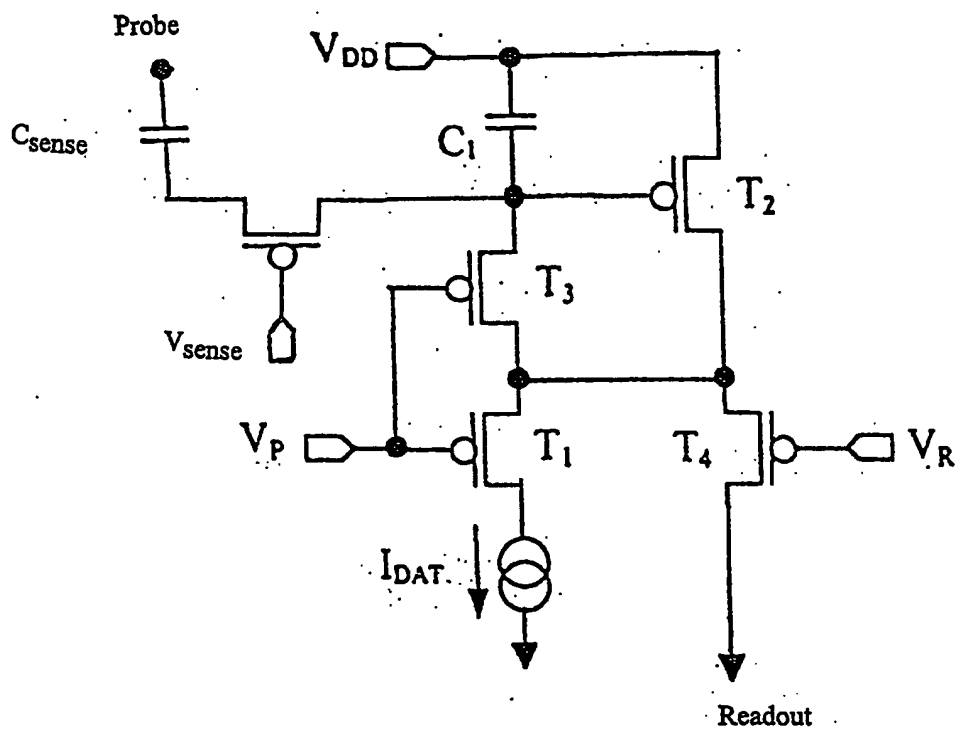 Probe
VDD
Csense
C1
T2
T3
Vsense
VP
T1
T4
VR
IDAT.
Readout